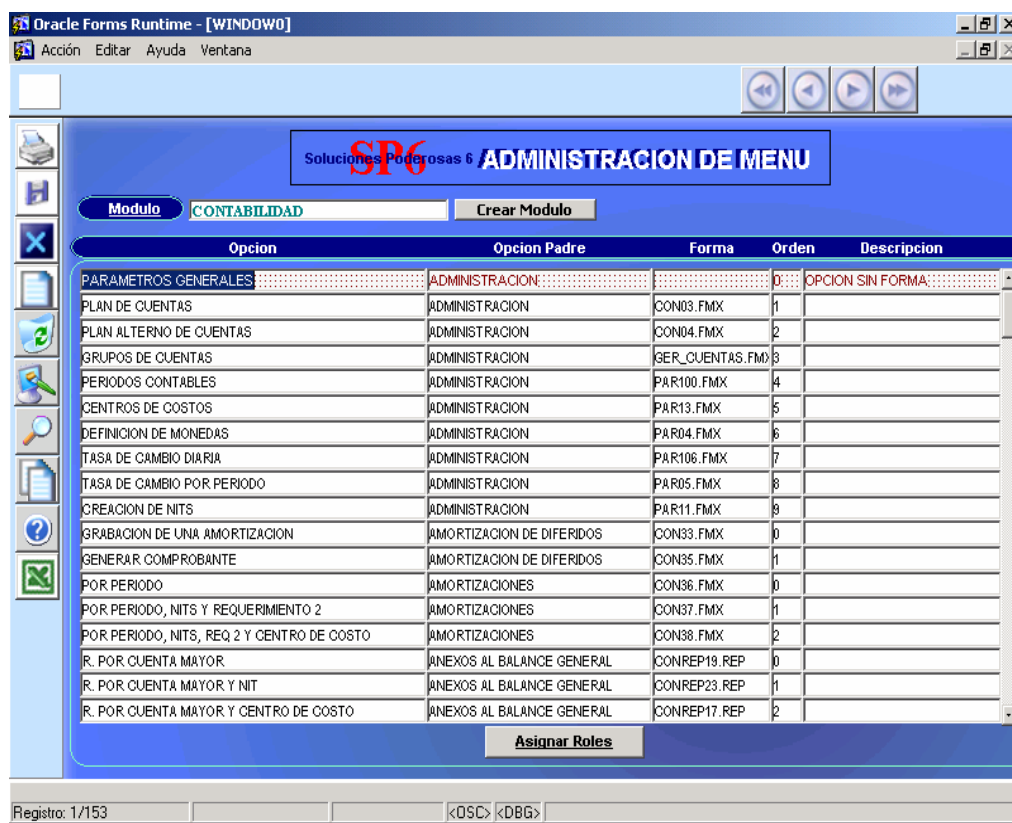 Oracle Forms Runtime - [WINDOW0]
Acción Editar Ayuda Ventana
Soluciones Poderosas 6 SP6 ADMINISTRACION DE MENU
Modulo CONTABILIDAD Crear Modulo
Opcion Opcion Padre Forma Orden Descripcion
PARAMETROS GENERALES ADMINISTRACION 0 OPCION SIN FORMA
PLAN DE CUENTAS ADMINISTRACION CON03.FMX 1
PLAN ALTERNO DE CUENTAS ADMINISTRACION CON04.FMX 2
GRUPOS DE CUENTAS ADMINISTRACION GER_CUENTAS.FMX 3
PERIODOS CONTABLES ADMINISTRACION PAR100.FMX 4
CENTROS DE COSTOS ADMINISTRACION PAR13.FMX 5
DEFINICION DE MONEDAS ADMINISTRACION PAR04.FMX 6
TASA DE CAMBIO DIARIA ADMINISTRACION PAR106.FMX 7
TASA DE CAMBIO POR PERIODO ADMINISTRACION PAR05.FMX 8
CREACION DE NITS ADMINISTRACION PAR11.FMX 9
GRABACION DE UNA AMORTIZACION AMORTIZACION DE DIFERIDOS CON33.FMX 0
GENERAR COMPROBANTE AMORTIZACION DE DIFERIDOS CON35.FMX 1
POR PERIODO AMORTIZACIONES CON36.FMX 0
POR PERIODO, NITS Y REQUERIMIENTO 2 AMORTIZACIONES CON37.FMX 1
POR PERIODO, NITS, REQ 2 Y CENTRO DE COSTO AMORTIZACIONES CON38.FMX 2
R. POR CUENTA MAYOR ANEXOS AL BALANCE GENERAL CONREP19.REP 0
R. POR CUENTA MAYOR Y NIT ANEXOS AL BALANCE GENERAL CONREP23.REP 1
R. POR CUENTA MAYOR Y CENTRO DE COSTO ANEXOS AL BALANCE GENERAL CONREP17.REP 2
Asignar Roles
Registro: 1/153 <OSC> <DBG>